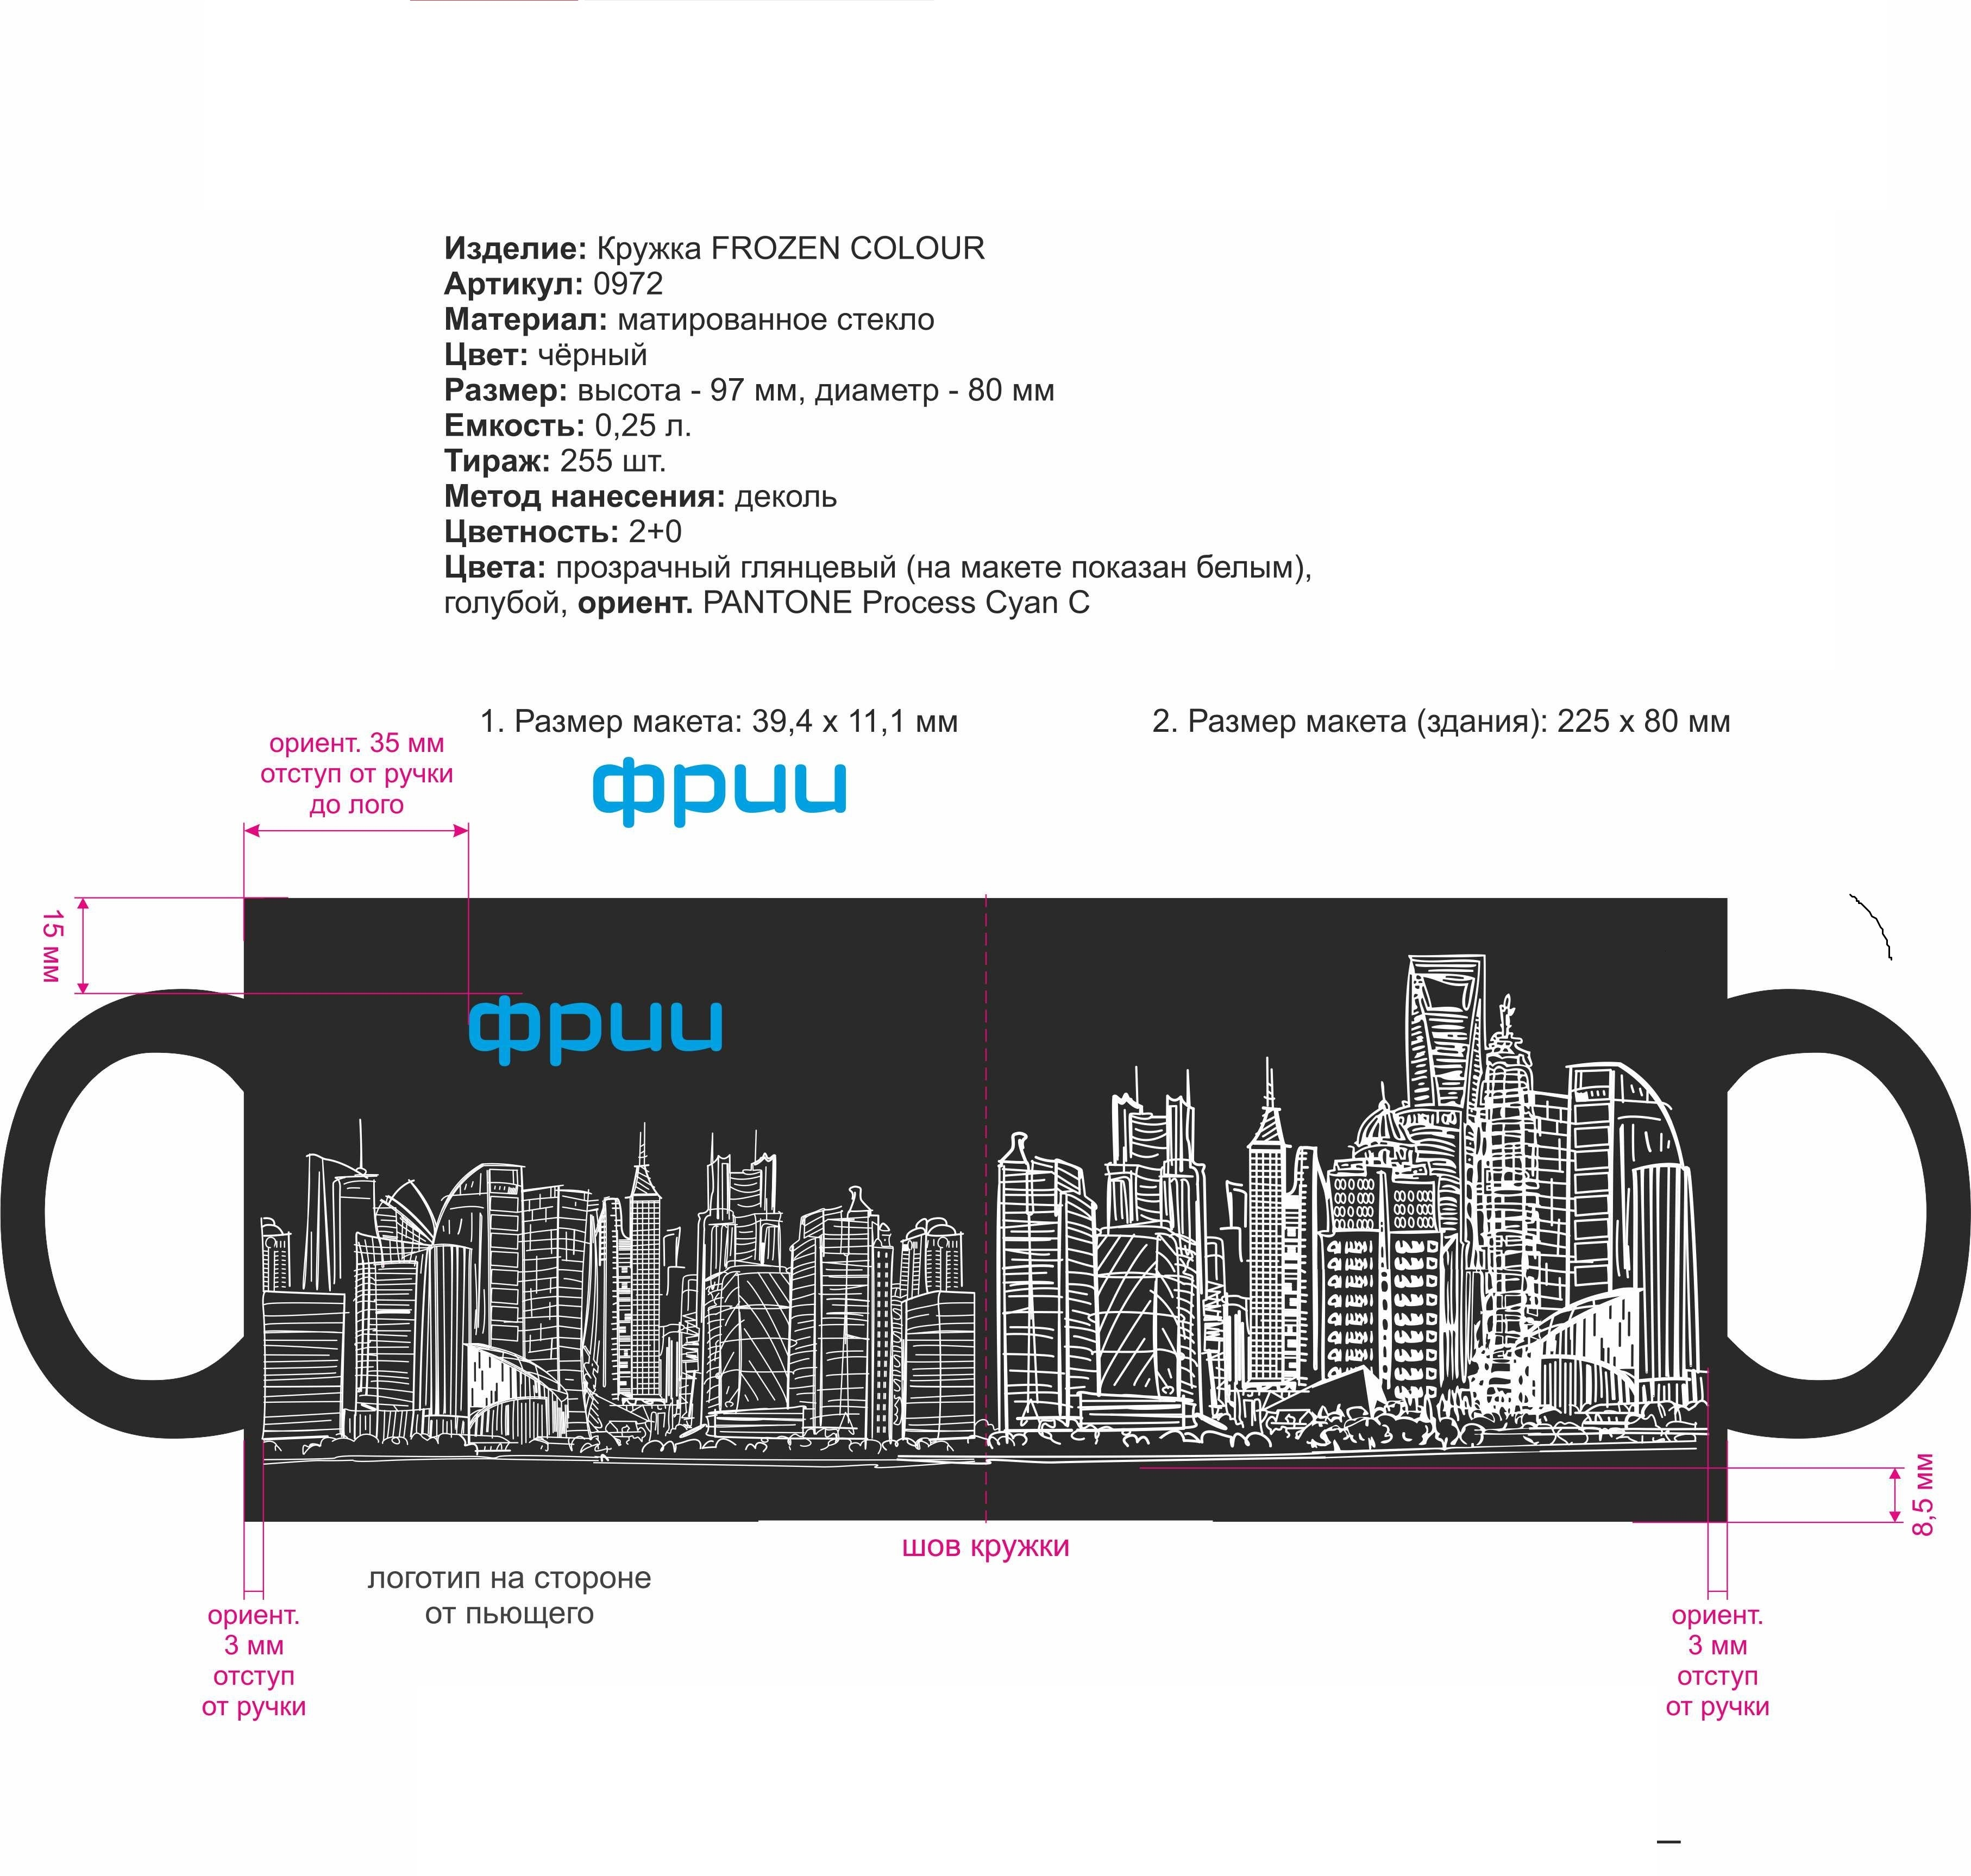 Изделие: Кружка FROZEN COLOUR
Артикул: 0972
Материал: матированное стекло
Цвет: чёрный
Размер: высота - 97 мм, диаметр - 80 мм
Емкость: 0,25 л.
Тираж: 255 шт.
Метод нанесения: деколь
Цветность: 2+0
Цвета: прозрачный глянцевый (на макете показан белым),
голубой, ориент. PANTONE Process Cyan C
1. Размер макета: 39,4 x 11,1 мм
2. Размер макета (здания): 225 x 80 мм
ориент. 35 мм
отступ от ручки
до лого
фрии
15 мм
фрии
8,5 мм
шов кружки
логотип на стороне
от пьющего
ориент.
3 мм
отступ
от ручки
ориент.
3 мм
отступ
от ручки